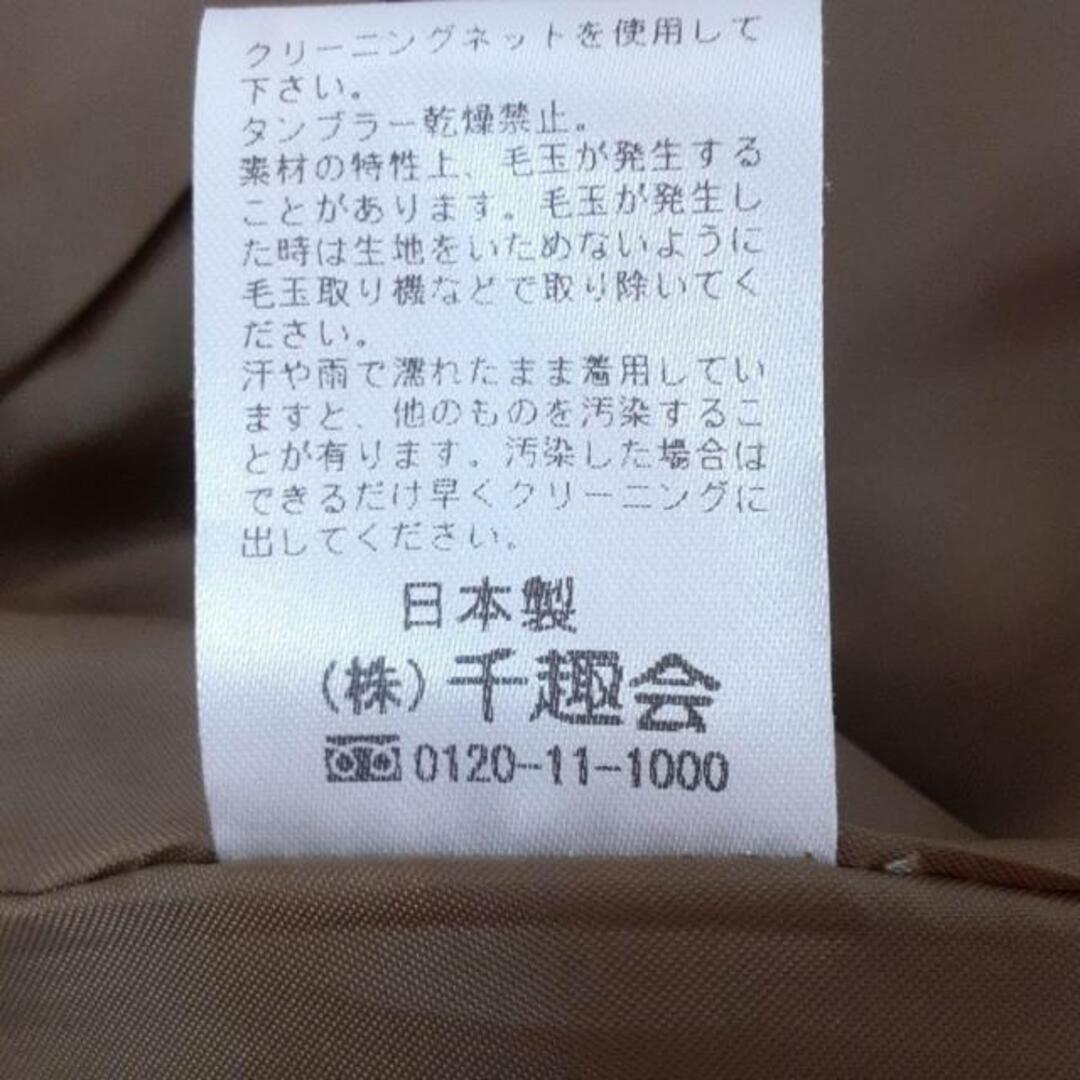 クリーニングネットを使用して
下さい。
タンブラー乾燥禁止。
素材の特性上、毛玉が発生する
ことがあります。毛玉が発生し
た時は生地をいためないように
毛玉取り機などで取り除いてく
ださい。
汗や雨で濡れたまま着用してい
ますと、他のものを汚染するこ
とが有ります。汚染した場合は
できるだけ早くクリーニングに
出してください。
日本製
(株)千趣会
0120-11-1000